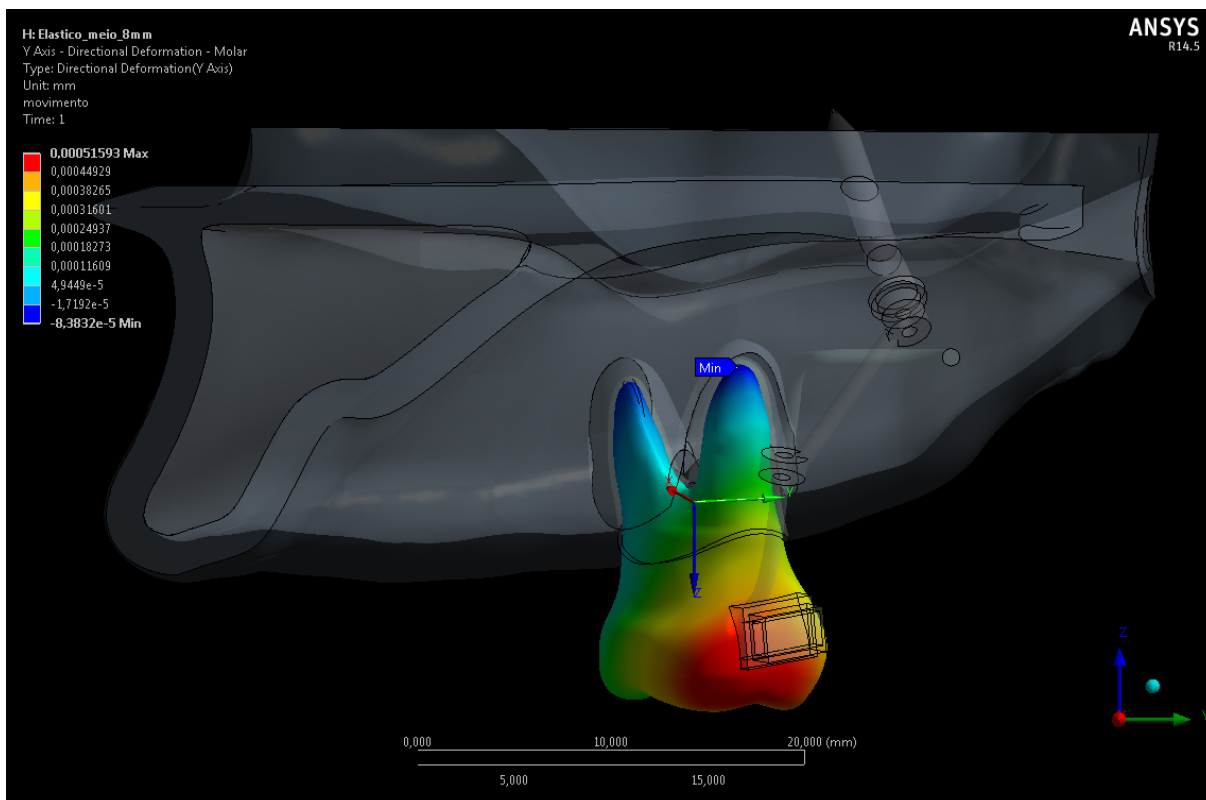 H: Elastico_meio_8mm
Y Axis - Directional Deformation - Molar
Type: Directional Deformation(Y Axis)
Unit: mm
movimento
Time: 1
0,00051593 Max
0,00044929
0,00038265
0,00031601
0,00024937
0,00018273
0,00011609
4,9449e-5
-1,7192e-5
-8,3832e-5 Min
ANSYS
R14.5
Min
X
Y
Z
0,000 10,000 20,000 (mm)
5,000 15,000
Z
Y